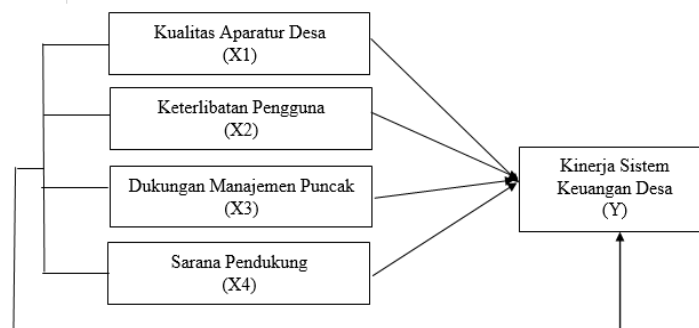 Kualitas Aparatur Desa
(X1)
Keterlibatan Pengguna
(X2)
Dukungan Manajemen Puncak
(X3)
Sarana Pendukung
(X4)
Kinerja Sistem
Keuangan Desa
(Y)